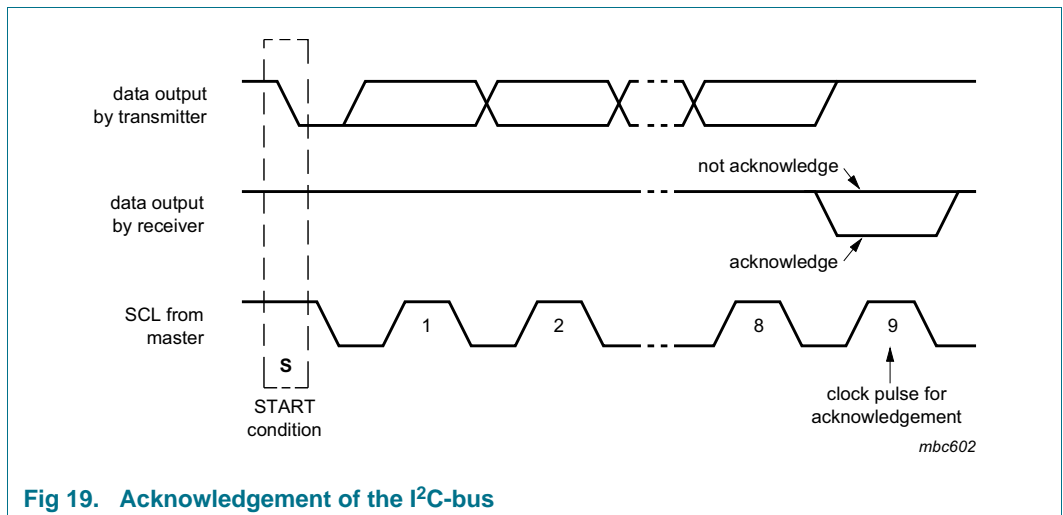 data output
by transmitter
not acknowledge
data output
by receiver
acknowledge
SCL from
master
1
2
8
9
S
START
condition
clock pulse for
acknowledgement
mbc602
Fig 19. Acknowledgement of the I²C-bus